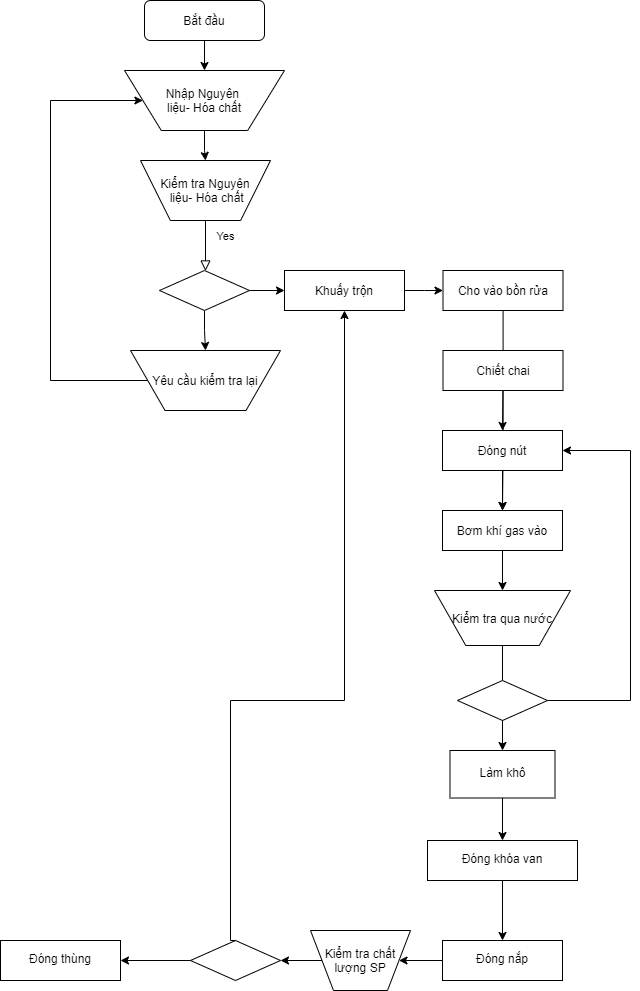 Bắt đầu
Nhập Nguyên
liệu- Hóa chất
Kiểm tra Nguyên
liệu- Hóa chất
Yes
Khuấy trộn
Cho vào bồn rửa
Yêu cầu kiểm tra lại
Chiết chai
Đóng nút
Bơm khí gas vào
Kiểm tra qua nước
Làm khô
Đóng khóa van
Đóng nắp
Kiểm tra chất
lượng SP
Đóng thùng